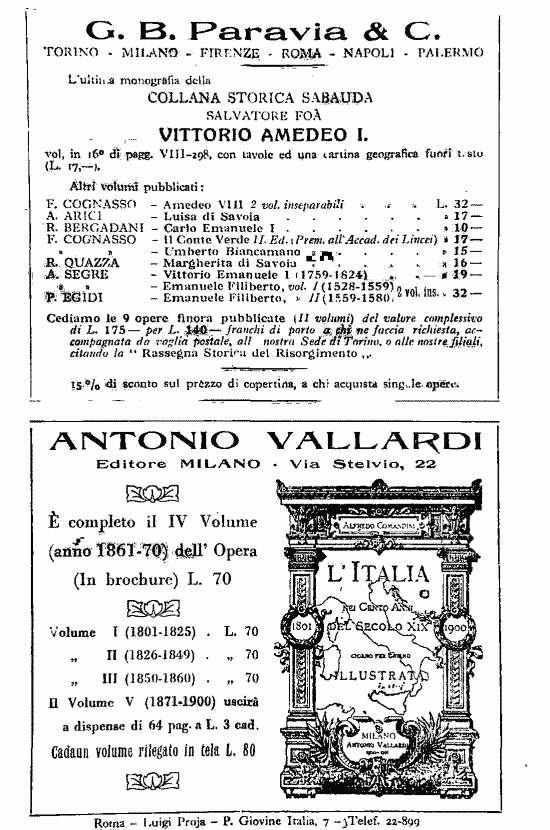 G. B. Paravia & C.
TORINO - MILANO - FIRENZE - ROMA - NAPOLI - PALERMO
L'ultima monografia della
COLLANA STORICA SABAUDA
SALVATORE FOÀ
VITTORIO AMEDEO I.
vol, in 16º di pagg. VIII-298, con tavole ed una cartina geografica fuori testo
(L. 17,—).
Altri volumi pubblicati:
F. COGNASSO – Amedeo VIII 2 vol. inseparabili . . . L. 32—
A. ARICI – Luisa di Savoia . . . . . . » 17—
R. BERGADANI – Carlo Emanuele I . . . . . . » 10—
F. COGNASSO – Il Conte Verde II. Ed. (Prem. all'Accad. dei Lincei) » 17—
» » – Umberto Biancamano . . . . . » 15—
R. QUAZZA – Margherita di Savoia . . . . . » 16—
A. SEGRE – Vittorio Emanuele I (1759-1824) . . . » 19—
» – Emanuele Filiberto, vol. I (1528-1559)
P. EGIDI – Emanuele Filiberto, » II (1559-1580) 2 vol. ins. » 32—
Cediamo le 9 opere finora pubblicate (II volumi) del valore complessivo
di L. 175— per L. 140— franchi di porto a chi ne faccia richiesta, ac-
compagnata da vaglia postale, all nostra Sede di Torino, o alle nostre filiali,
citando la “ Rassegna Storica del Risorgimento „.
15 % di sconto sul prezzo di copertina, a chi acquista singole opere.
ANTONIO VALLARDI
Editore MILANO - Via Stelvio, 22
È completo il IV Volume
(anno 1861-70) dell' Opera
(In brochure) L. 70
Volume I (1801-1825) . L. 70
„ II (1826-1849) . „ 70
„ III (1850-1860) . „ 70
Il Volume V (1871-1900) uscirà
a dispense di 64 pag. a L. 3 cad.
Cadaun volume rilegato in tela L. 80
ALFREDO COMANDINI
L'ITALIA
NEI CENTO ANNI
1801 DEL SECOLO XIX 1900
GIORNO PER GIORNO
ILLUSTRATA
MILANO
ANTONIO VALLARDI
Roma – Luigi Proja – P. Giovine Italia, 7 –)Telef. 22-899